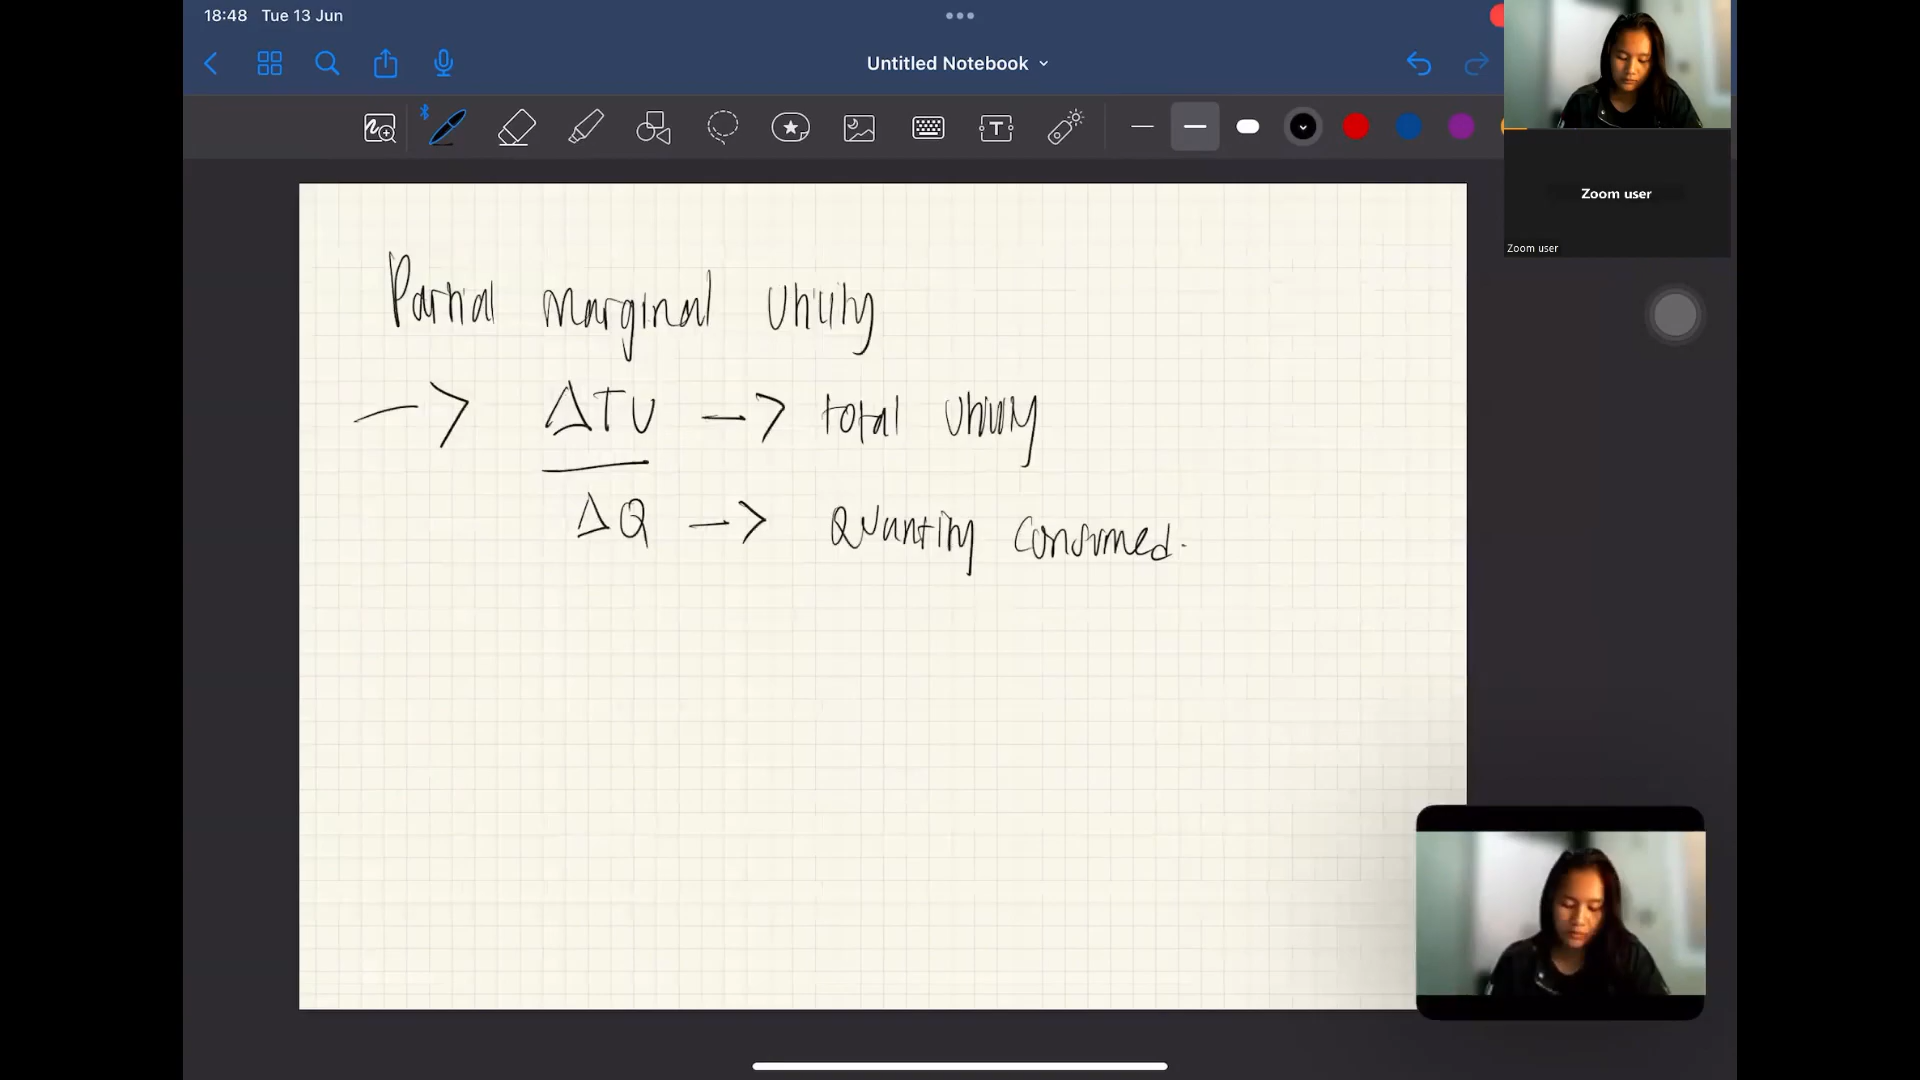 18:48 Tue 13 Jun
Untitled Notebook
T
Zoom user
Zoom user
Partial marginal Utility
-> ΔTU -> total Utility
ΔQ -> Quantity consumed.